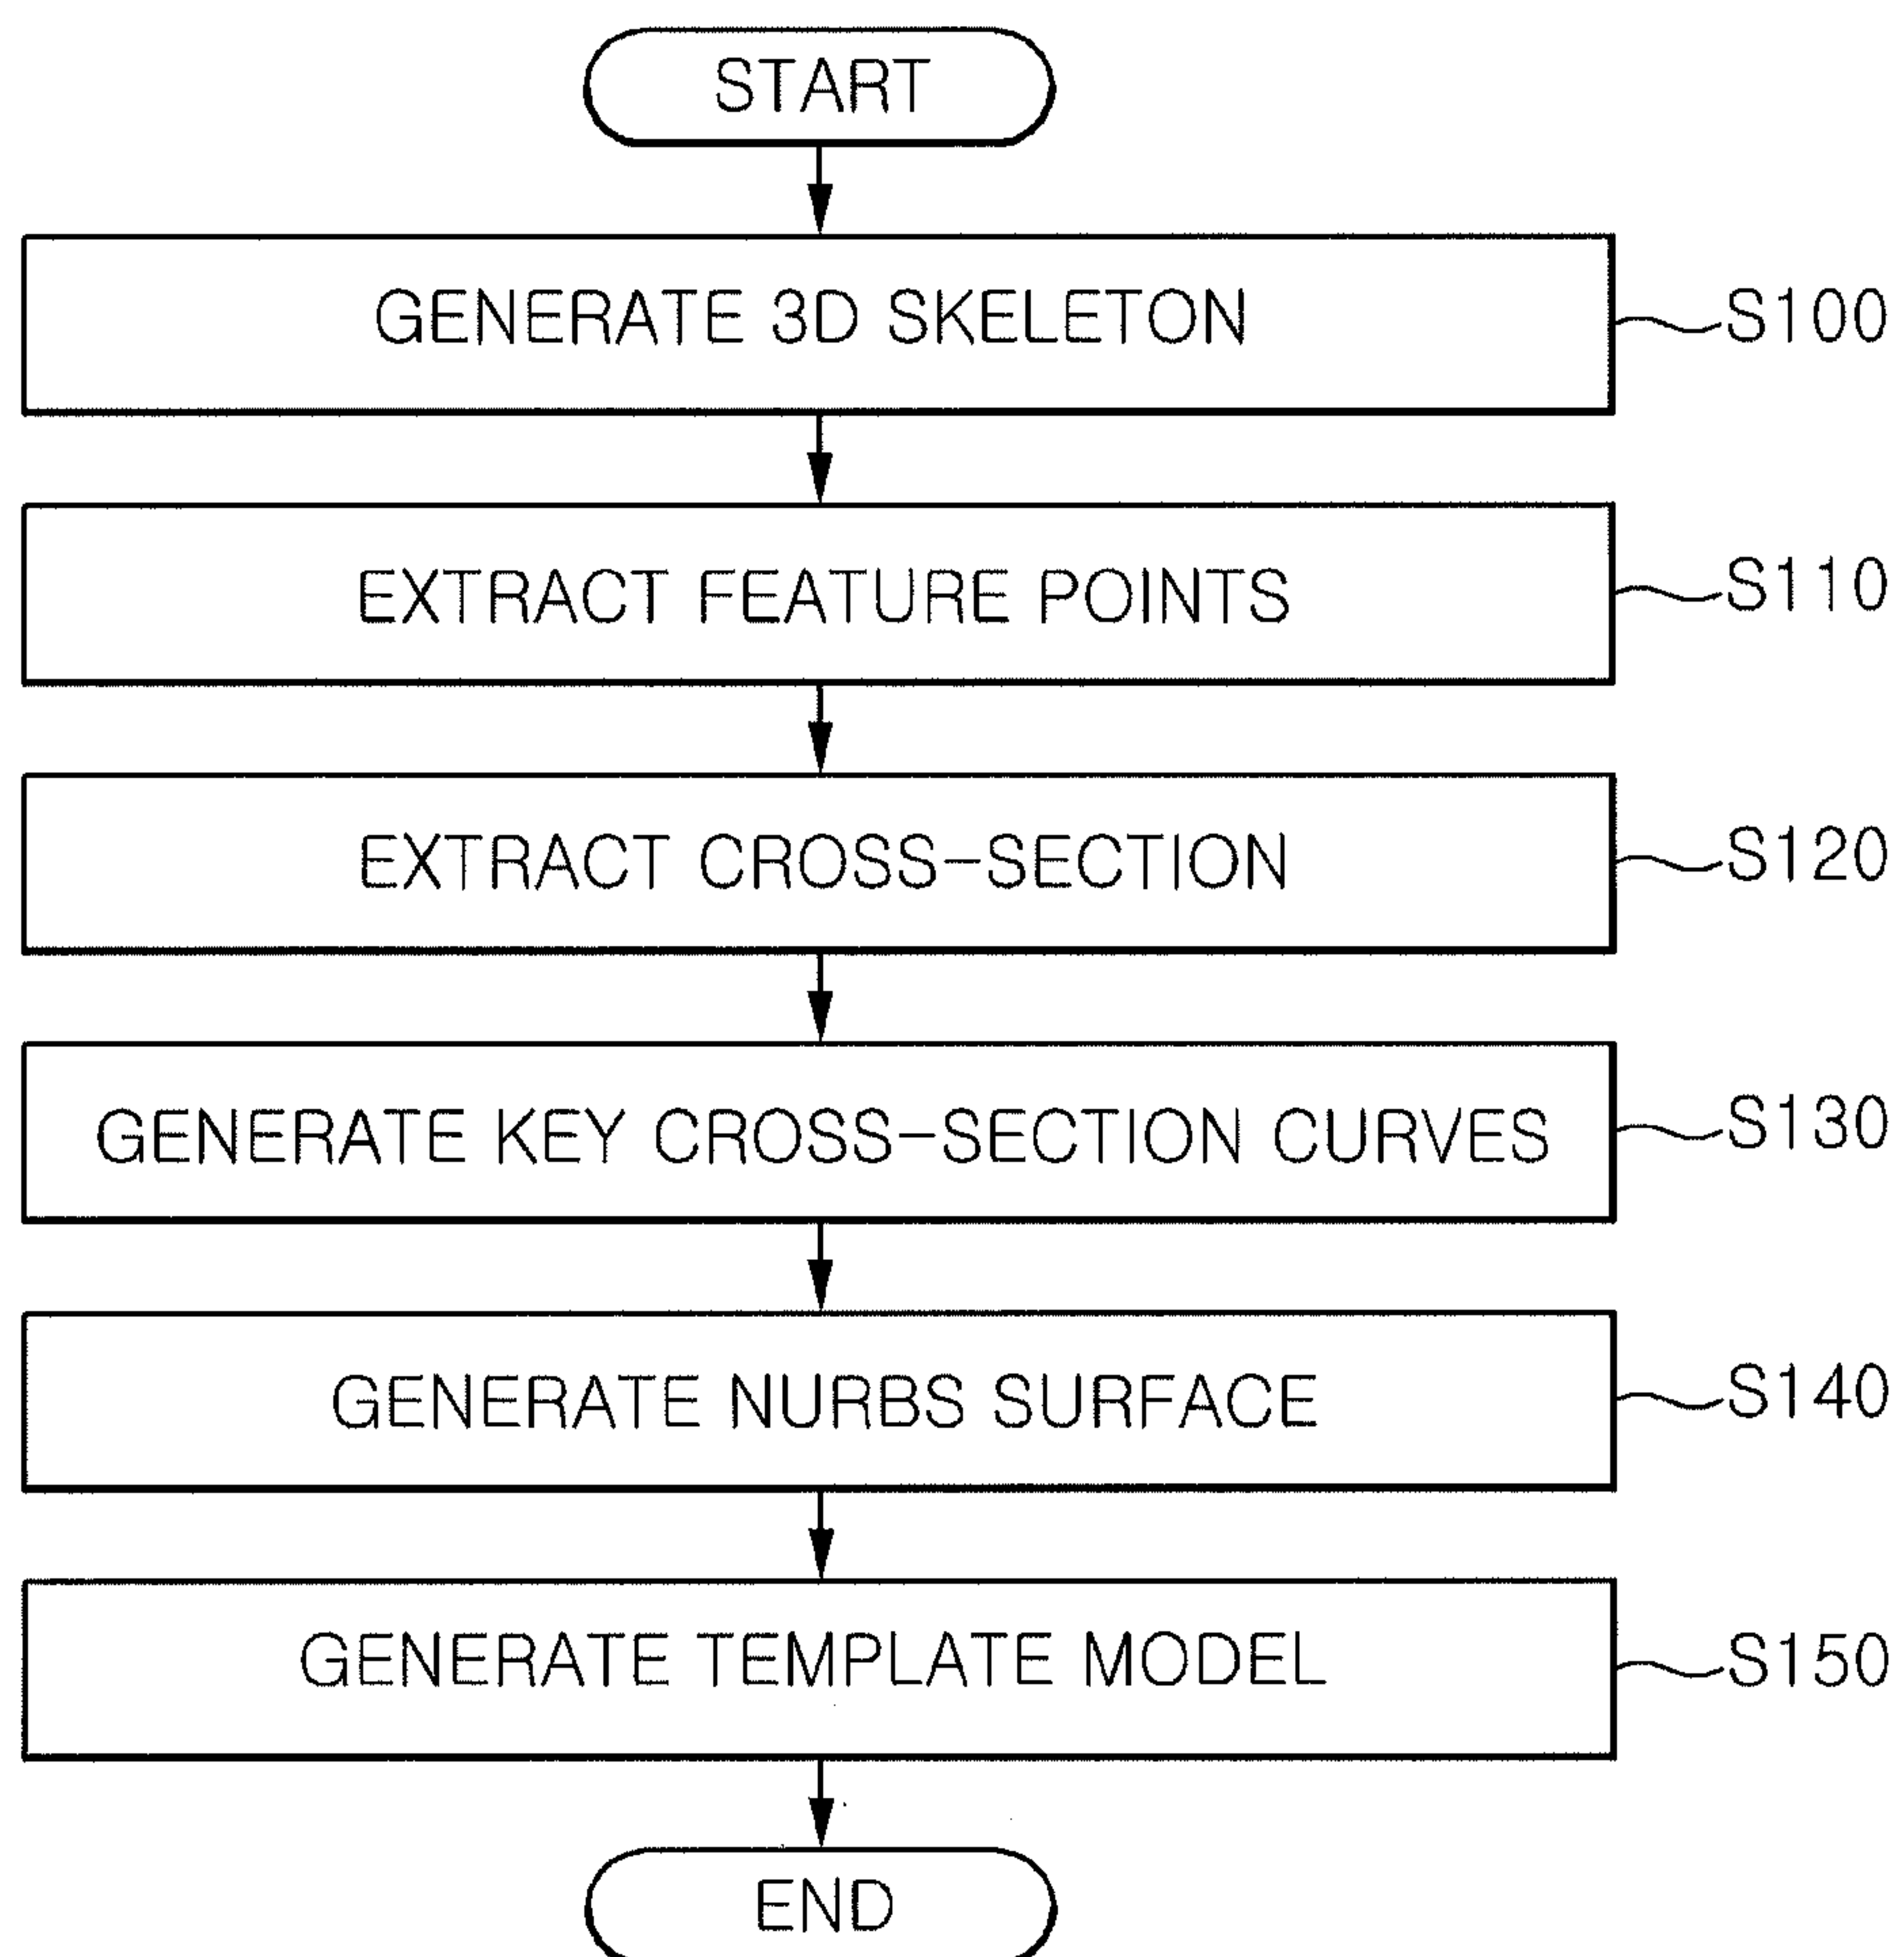 START
GENERATE 3D SKELETON
S100
EXTRACT FEATURE POINTS
S110
EXTRACT CROSS-SECTION
S120
GENERATE KEY CROSS-SECTION CURVES
S130
GENERATE NURBS SURFACE
S140
GENERATE TEMPLATE MODEL
S150
END